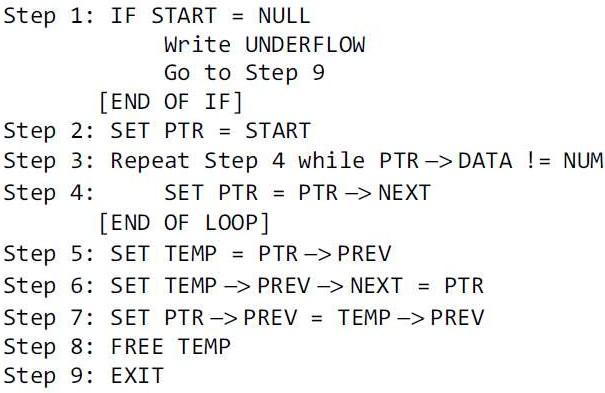 Step 1: IF START = NULL
Write UNDERFLOW
Go to Step 9
[END OF IF]
Step 2: SET PTR = START
Step 3: Repeat Step 4 while PTR —> DATA != NUM
Step 4: SET PTR = PTR —> NEXT
[END OF LOOP]
Step 5: SET TEMP = PTR —> PREV
Step 6: SET TEMP —> PREV —> NEXT = PTR
Step 7: SET PTR —> PREV = TEMP —> PREV
Step 8: FREE TEMP
Step 9: EXIT